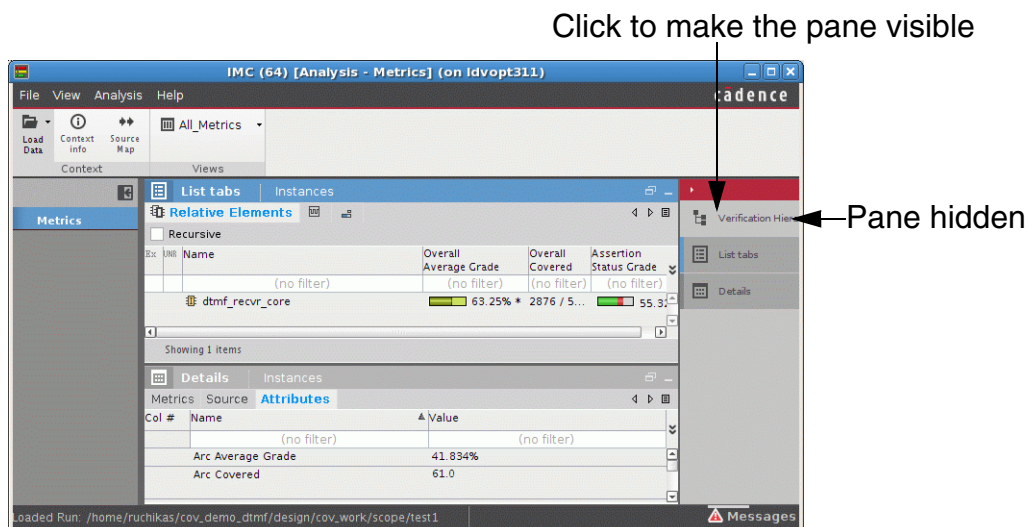 Click to make the pane visible
IMC (64) [Analysis - Metrics] (on ldvopt311)
File View Analysis Help
cādence
Load Data
Context info
Source Map
All_Metrics
Context
Views
Metrics
List tabs Instances
Relative Elements
Recursive
Ex UNR Name Overall Average Grade Overall Covered Assertion Status Grade
(no filter) (no filter) (no filter) (no filter)
dtmf_recvr_core 63.25% * 2876 / 5... 55.3
Showing 1 items
Verification Hier
Pane hidden
List tabs
Details
Details Instances
Metrics Source Attributes
Col # Name Value
(no filter) (no filter)
Arc Average Grade 41.834%
Arc Covered 61.0
Loaded Run: /home/ruchikas/cov_demo_dtmf/design/cov_work/scope/test1
Messages